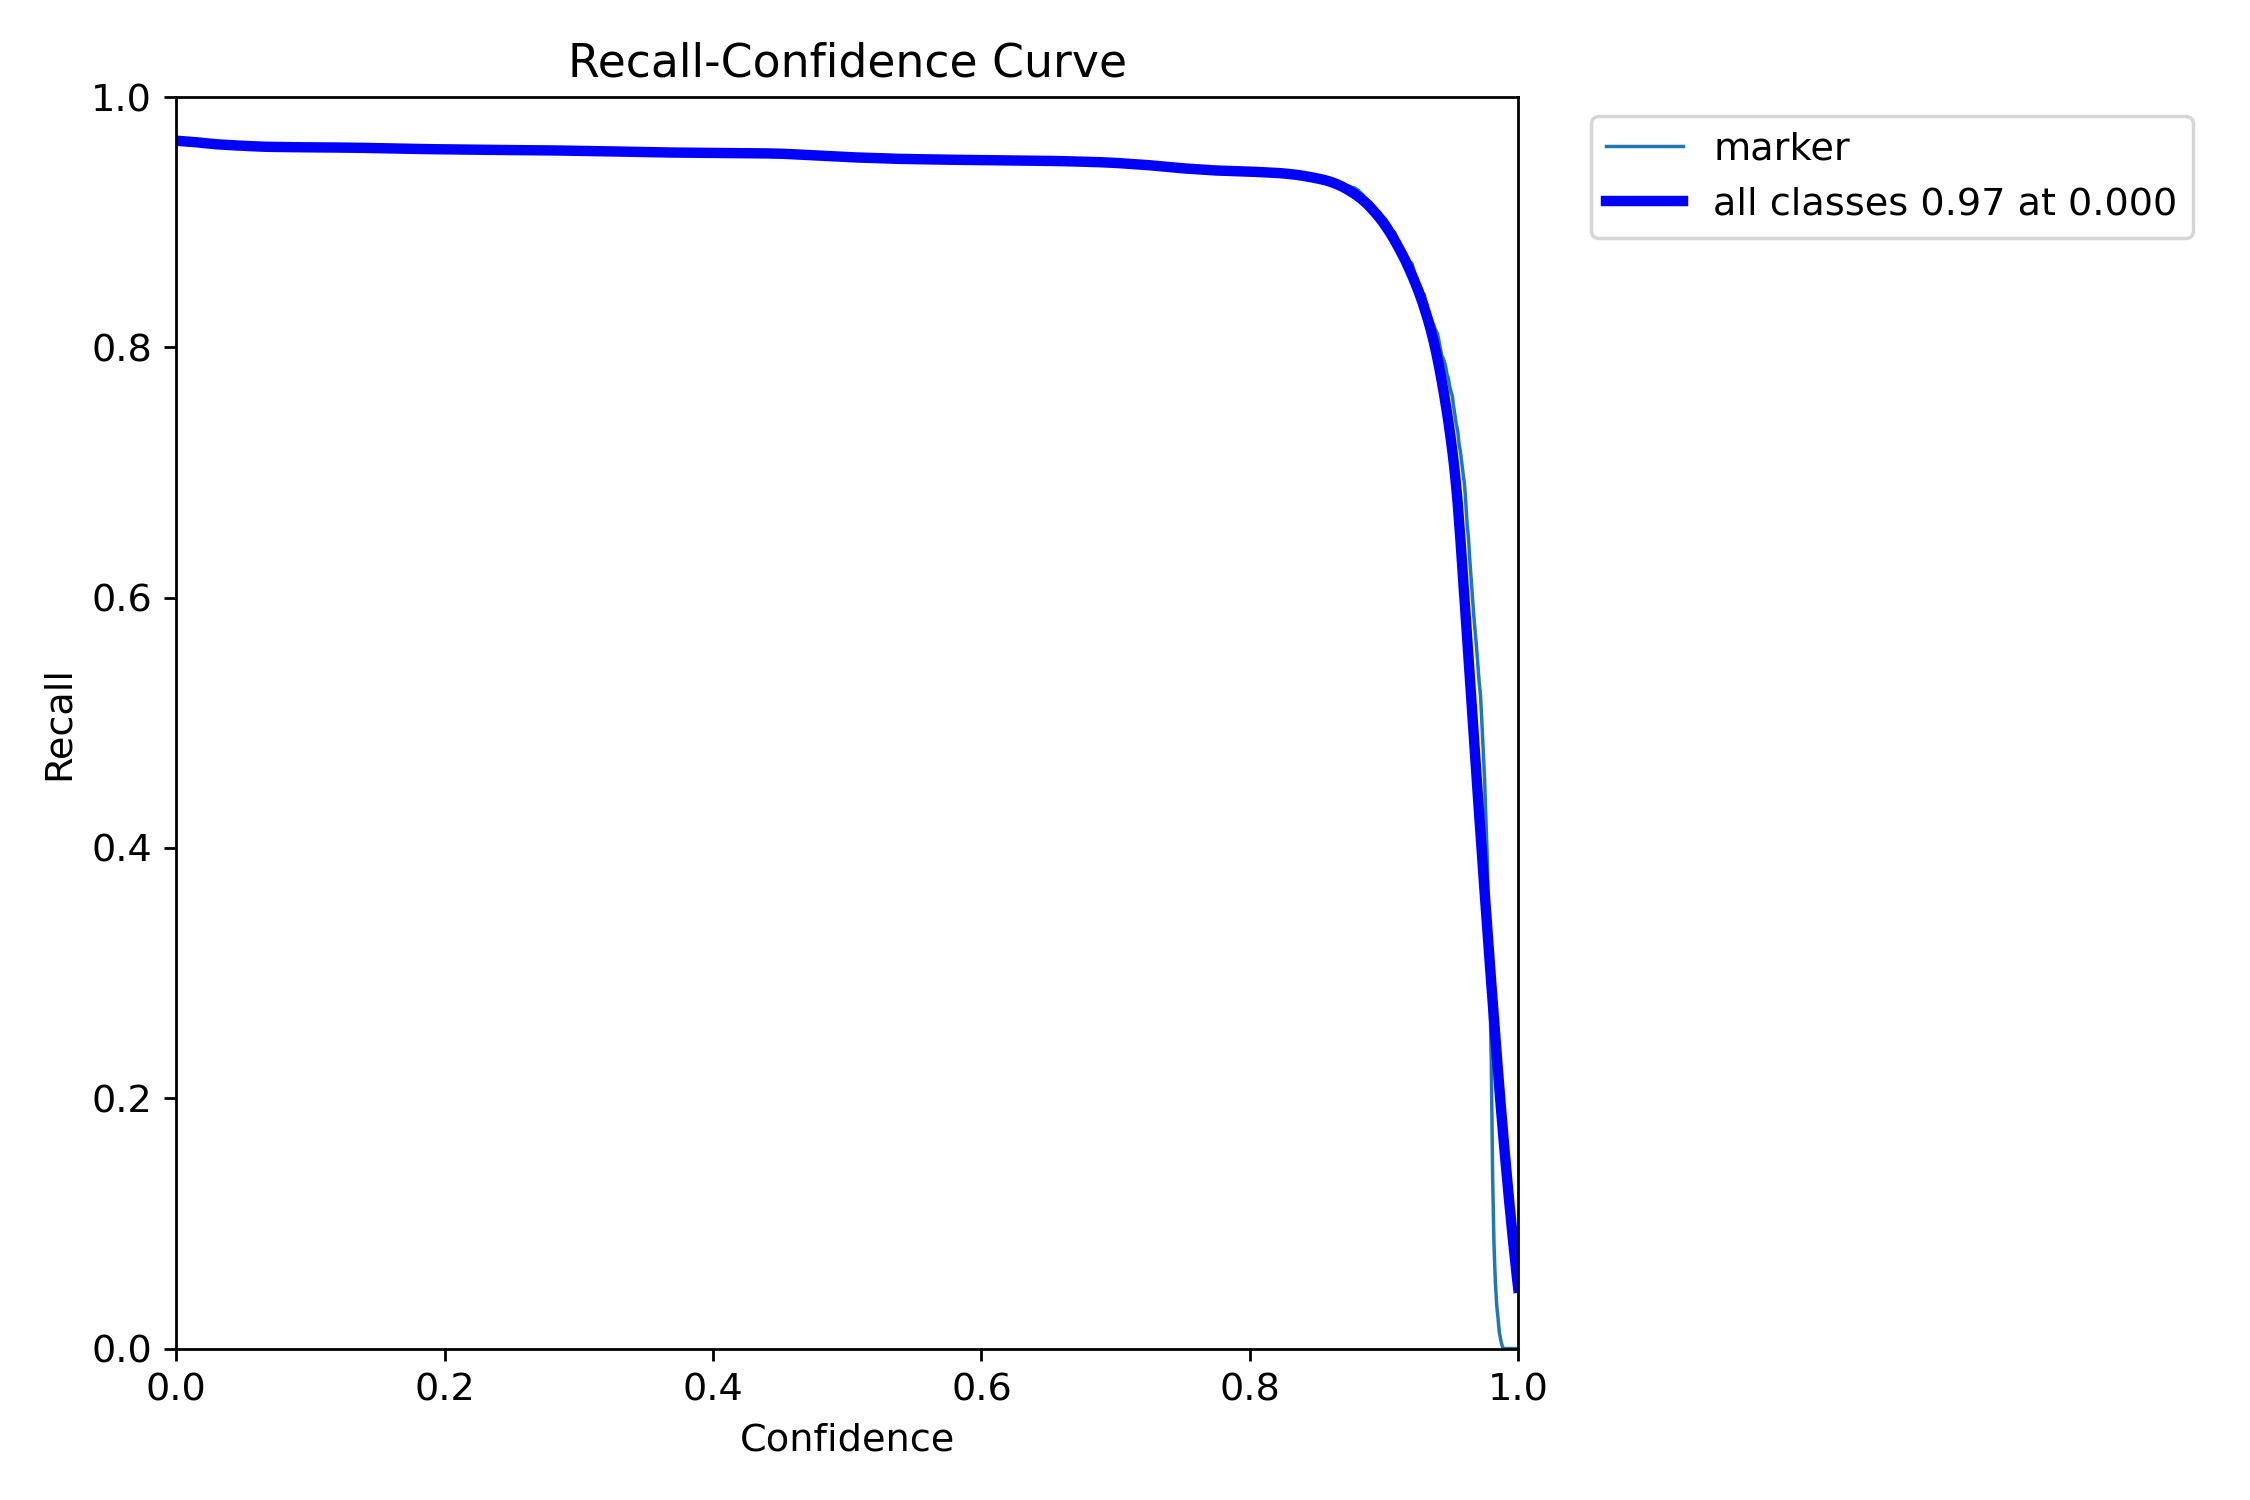 Recall-Confidence Curve
1.0
0.8
0.6
0.4
0.2
0.0
Recall
0.0 0.2 0.4 0.6 0.8 1.0
Confidence
marker
all classes 0.97 at 0.000